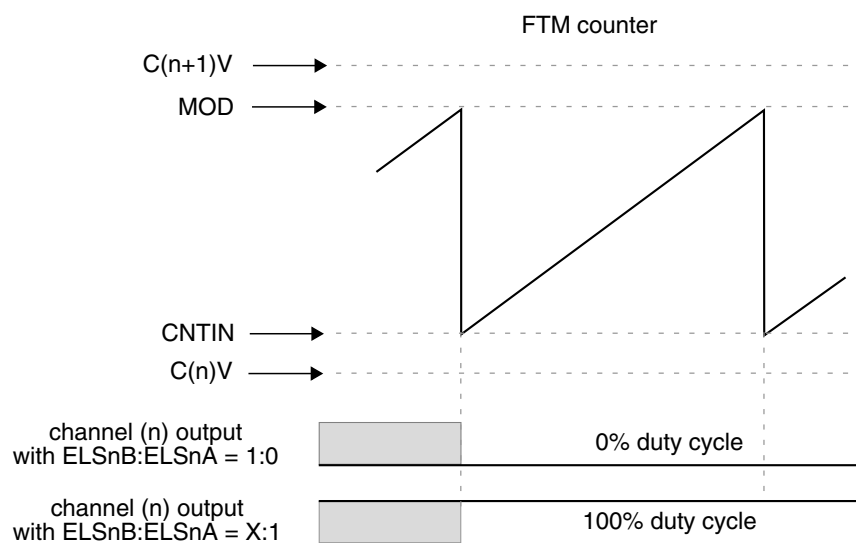 FTM counter
C(n+1)V
MOD
CNTIN
C(n)V
channel (n) output
with ELSnB:ELSnA = 1:0
0% duty cycle
channel (n) output
with ELSnB:ELSnA = X:1
100% duty cycle